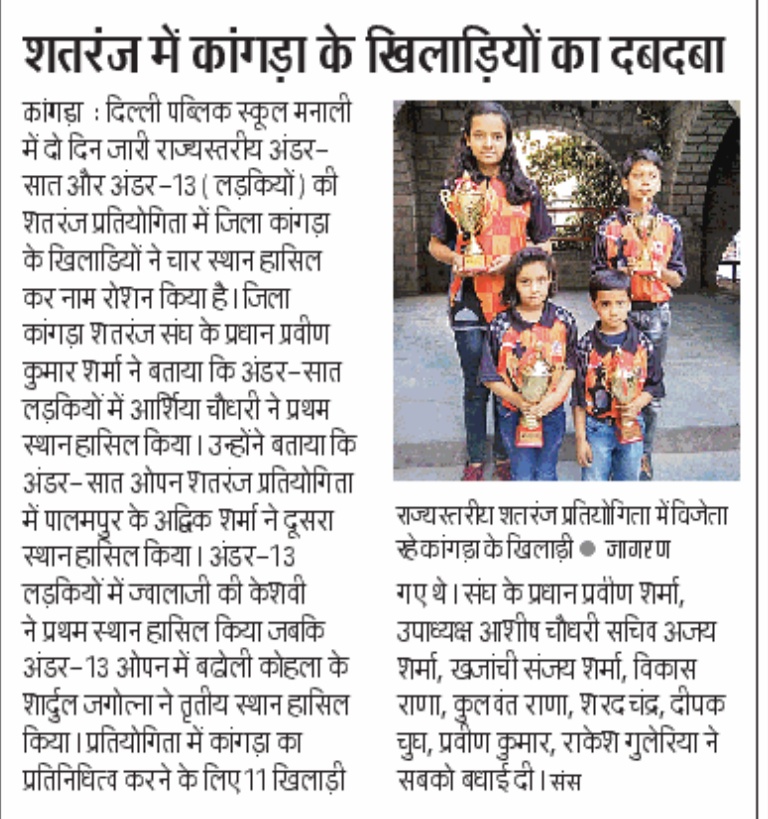 शतरंज में कांगड़ा के खिलाड़ियों का दबदबा
कांगड़ा : दिल्ली पब्लिक स्कूल मनाली
में दो दिन जारी राज्यस्तरीय अंडर-
सात और अंडर-13 ( लड़कियों ) की
शतरंज प्रतियोगिता में जिला कांगड़ा
के खिलाडियों ने चार स्थान हासिल
कर नाम रोशन किया है। जिला
कांगड़ा शतरंज संघ के प्रधान प्रवीण
कुमार शर्मा ने बताया कि अंडर-सात
लड़कियों में आर्शिया चौधरी ने प्रथम
स्थान हासिल किया। उन्होंने बताया कि
अंडर-सात ओपन शतरंज प्रतियोगिता
में पालमपुर के अद्विक शर्मा ने दूसरा
स्थान हासिल किया। अंडर-13
लड़कियों में ज्वालाजी की केशवी
ने प्रथम स्थान हासिल किया जबकि
अंडर-13 ओपन में बढोली कोहला के
शार्दुल जगोत्ना ने तृतीय स्थान हासिल
किया। प्रतियोगिता में कांगड़ा का
प्रतिनिधित्व करने के लिए 11 खिलाड़ी
राज्यस्तरीय शतरंज प्रतियोगिता में विजेता
रहे कांगड़ा के खिलाड़ी ● जागरण
गए थे। संघ के प्रधान प्रवीण शर्मा,
उपाध्यक्ष आशीष चौधरी सचिव अजय
शर्मा, खजांची संजय शर्मा, विकास
राणा, कुलवंत राणा, शरद चंद्र, दीपक
चुघ, प्रवीण कुमार, राकेश गुलेरिया ने
सबको बधाई दी। संस